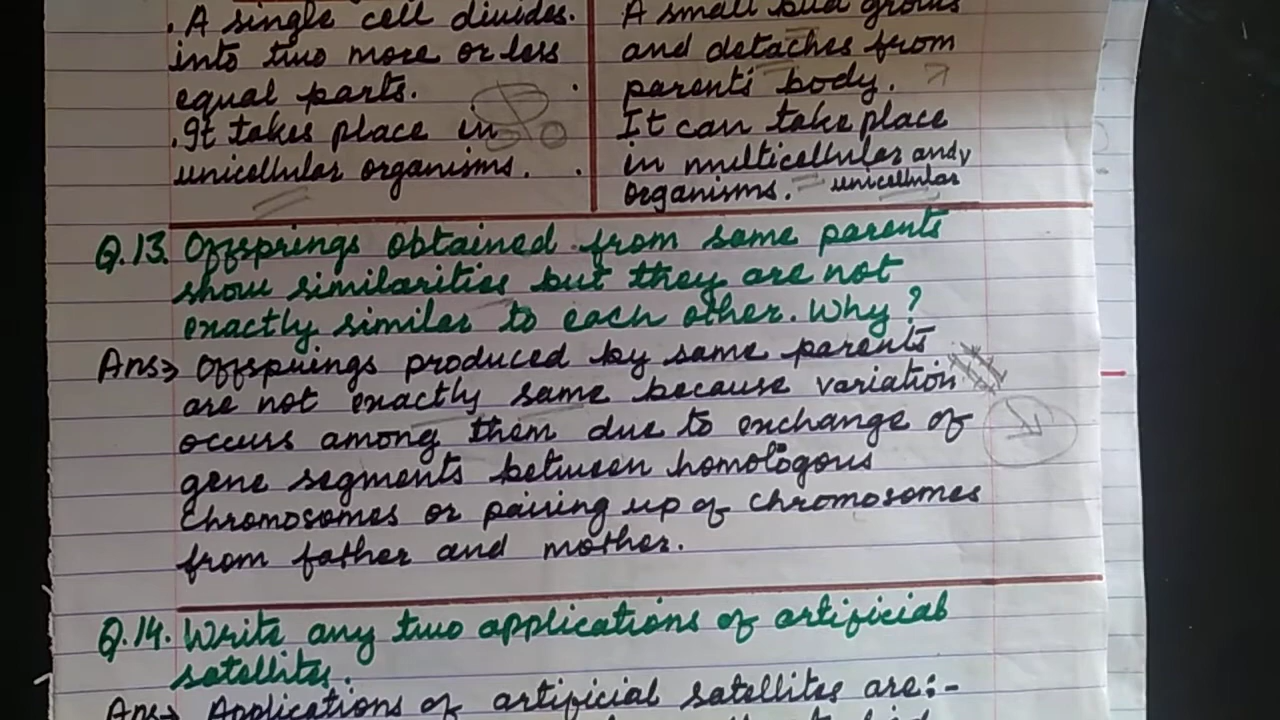 . A single cell divides.
into two more or less
equal parts.
. It takes place in
unicellular organisms.
A small bud grows
and detaches from
parents body.
It can take place
in multicellular and
organisms. unicellular
Q.13. Offsprings obtained from same parents
show similarities but they are not
exactly similar to each other. Why?
Ans→ Offsprings produced by same parents
are not exactly same because variation
occurs among them due to exchange of
gene segments between homologous
chromosomes or pairing up of chromosomes
from father and mother.
Q.14. Write any two applications of artificial
satellites.
Ans→ Applications of artificial satellites are:-